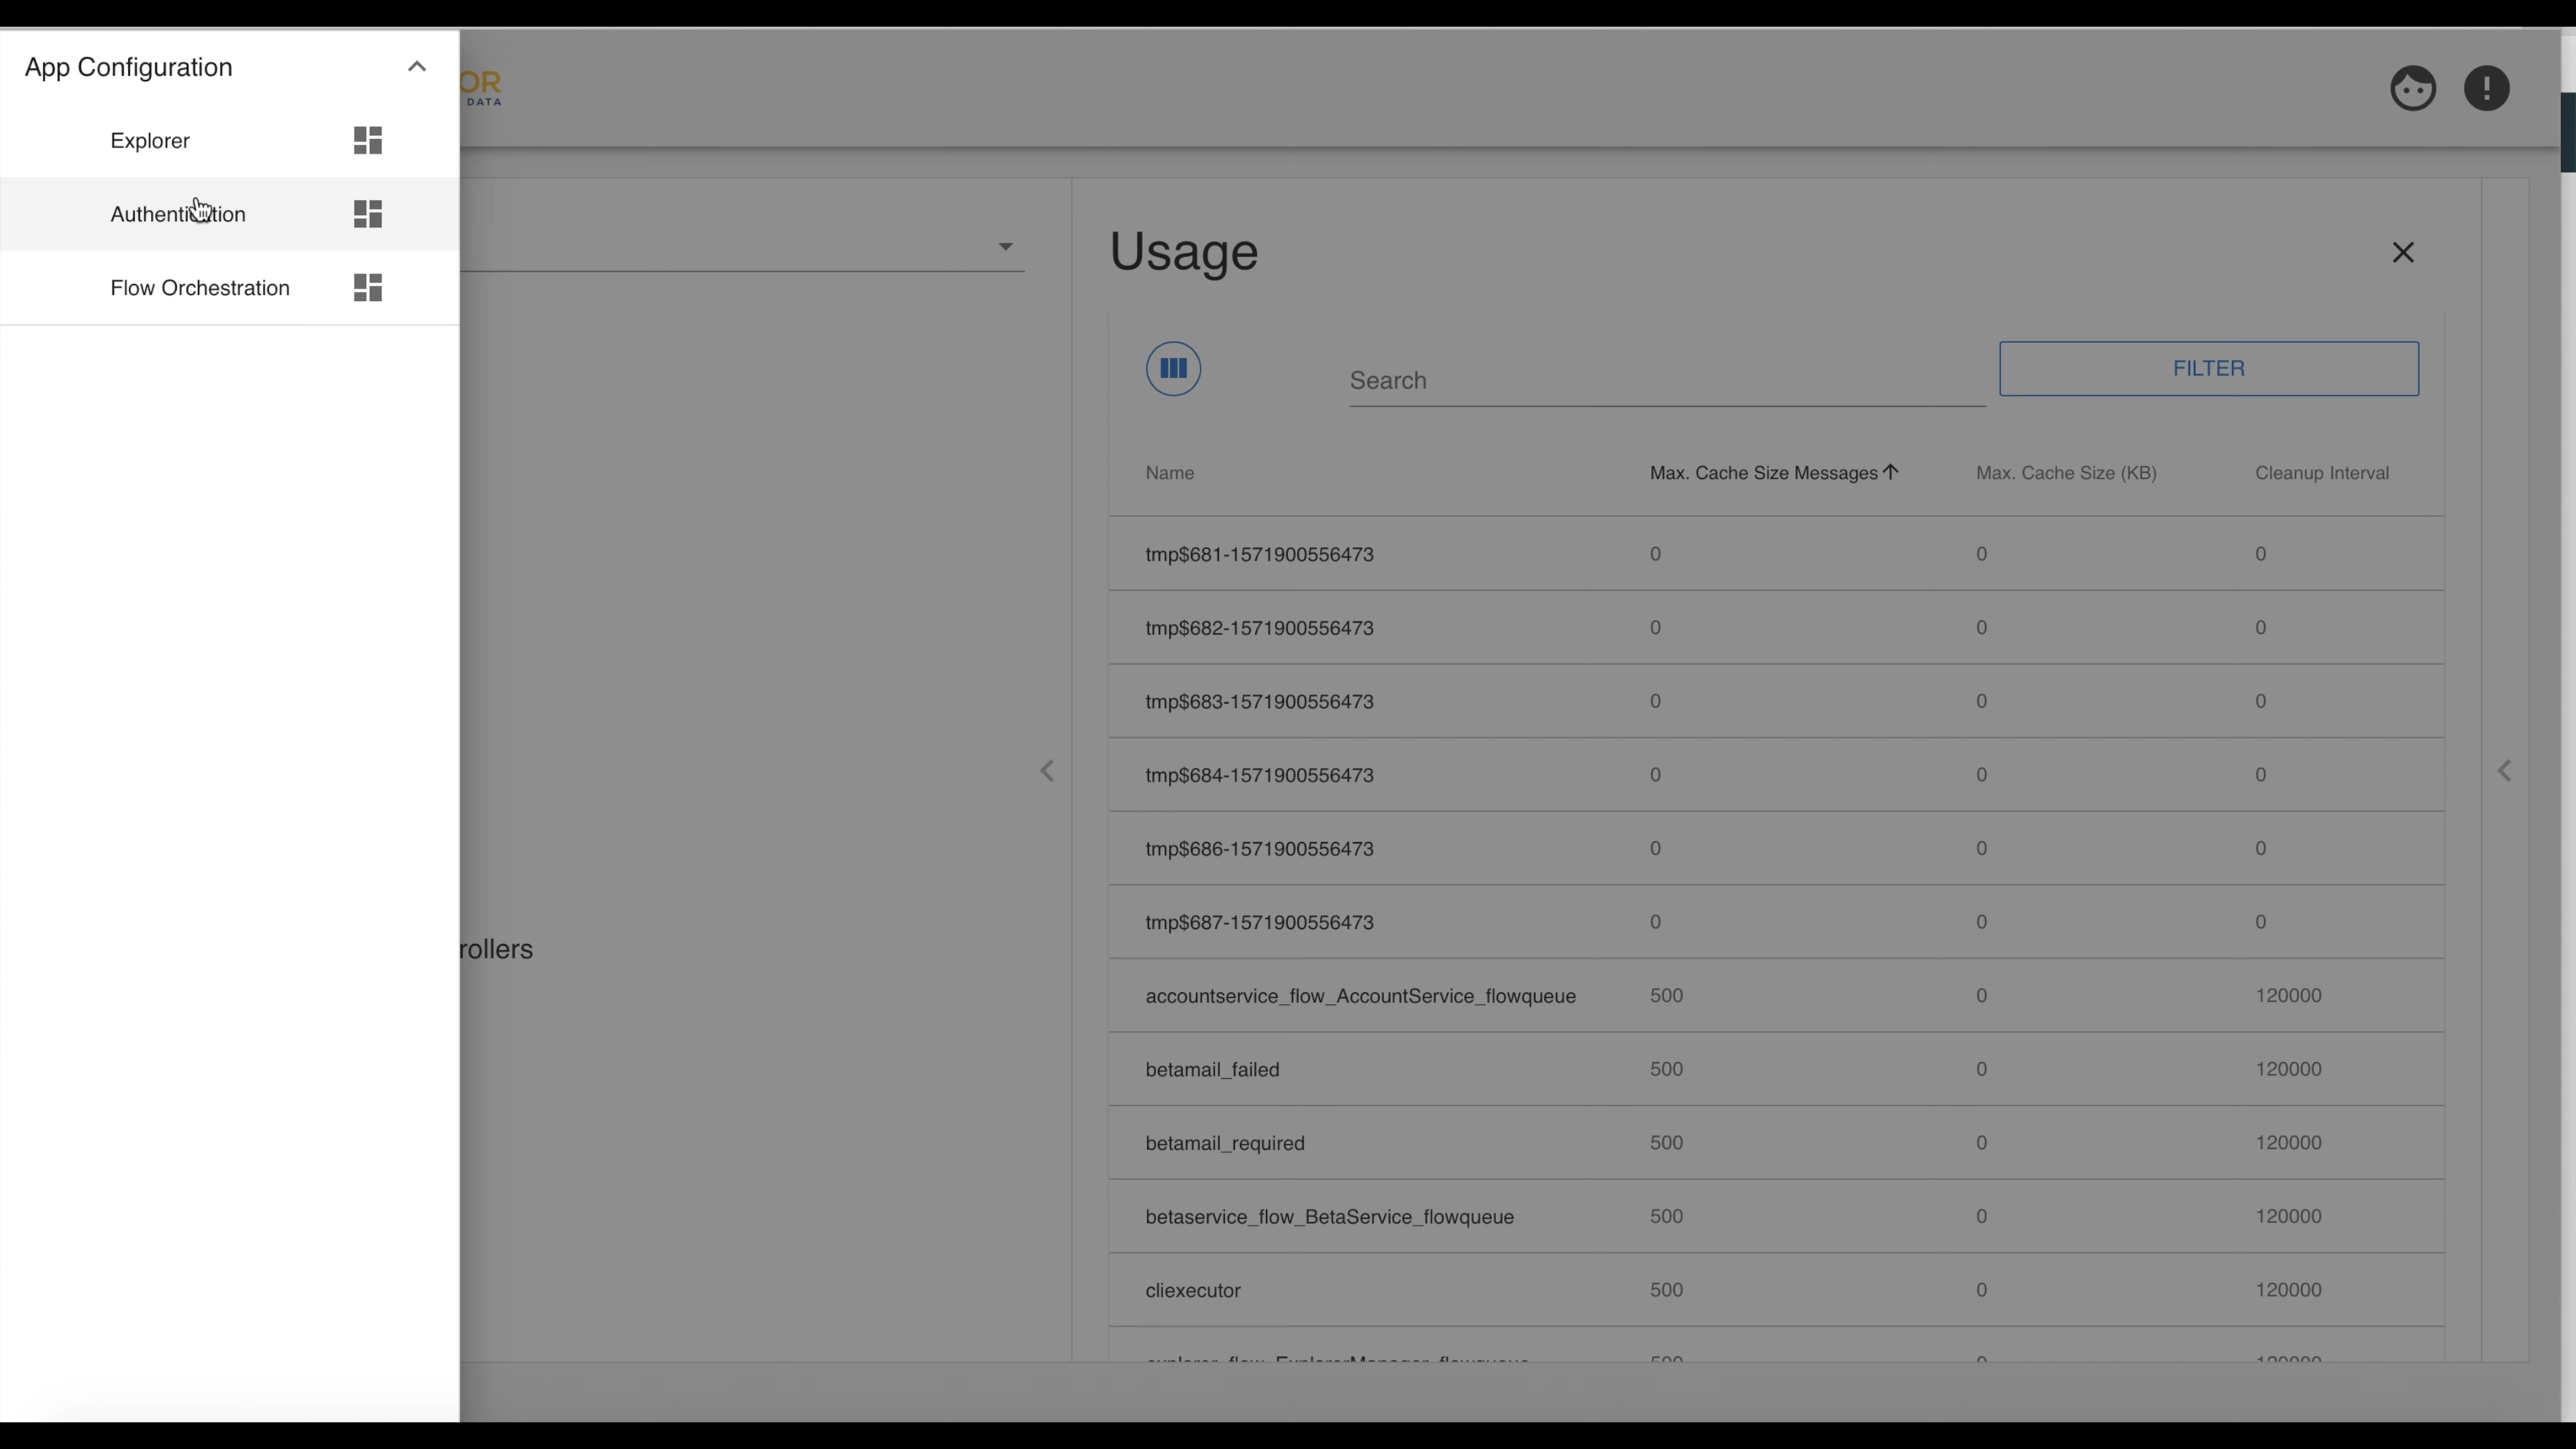 App Configuration
Explorer
Authentication
Flow Orchestration
OR
DATA
rollers
Usage
Search
FILTER
Name Max. Cache Size Messages Max. Cache Size (KB) Cleanup Interval
tmp$681-1571900556473 0 0 0
tmp$682-1571900556473 0 0 0
tmp$683-1571900556473 0 0 0
tmp$684-1571900556473 0 0 0
tmp$686-1571900556473 0 0 0
tmp$687-1571900556473 0 0 0
accountservice_flow_AccountService_flowqueue 500 0 120000
betamail_failed 500 0 120000
betamail_required 500 0 120000
betaservice_flow_BetaService_flowqueue 500 0 120000
cliexecutor 500 0 120000
explorer_flow_ExplorerManager_flowqueue 500 0 120000